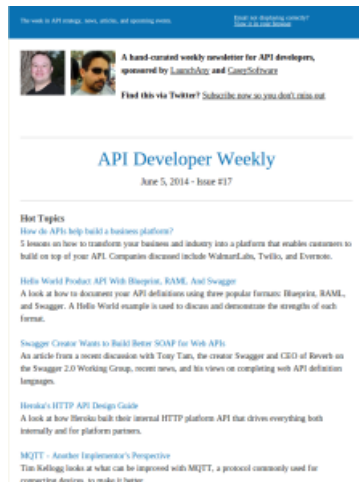 The week in API strategy, news, articles, and upcoming events.
Email not displaying correctly?
View it in your browser
A hand-curated weekly newsletter for API developers,
sponsored by LaunchAny and CaseySoftware
Find this via Twitter? Subscribe now so you don't miss out
API Developer Weekly
June 5, 2014 - Issue #17
Hot Topics
How do APIs help build a business platform?
5 lessons on how to transform your business and industry into a platform that enables customers to
build on top of your API. Companies discussed include WalmartLabs, Twilio, and Evernote.
Hello World Product API With Blueprint, RAML And Swagger
A look at how to document your API definitions using three popular formats: Blueprint, RAML,
and Swagger. A Hello World example is used to discuss and demonstrate the strengths of each
format.
Swagger Creator Wants to Build Better SOAP for Web APIs
An article from a recent discussion with Tony Tam, the creator Swagger and CEO of Reverb on
the Swagger 2.0 Working Group, recent news, and his views on completing web API definition
languages.
Heroku's HTTP API Design Guide
A look at how Heroku built their internal HTTP platform API that drives everything both
internally and for platform partners.
MQTT - Another Implementor's Perspective
Tim Kellogg looks at what can be improved with MQTT, a protocol commonly used for
connecting devices, to make it better.